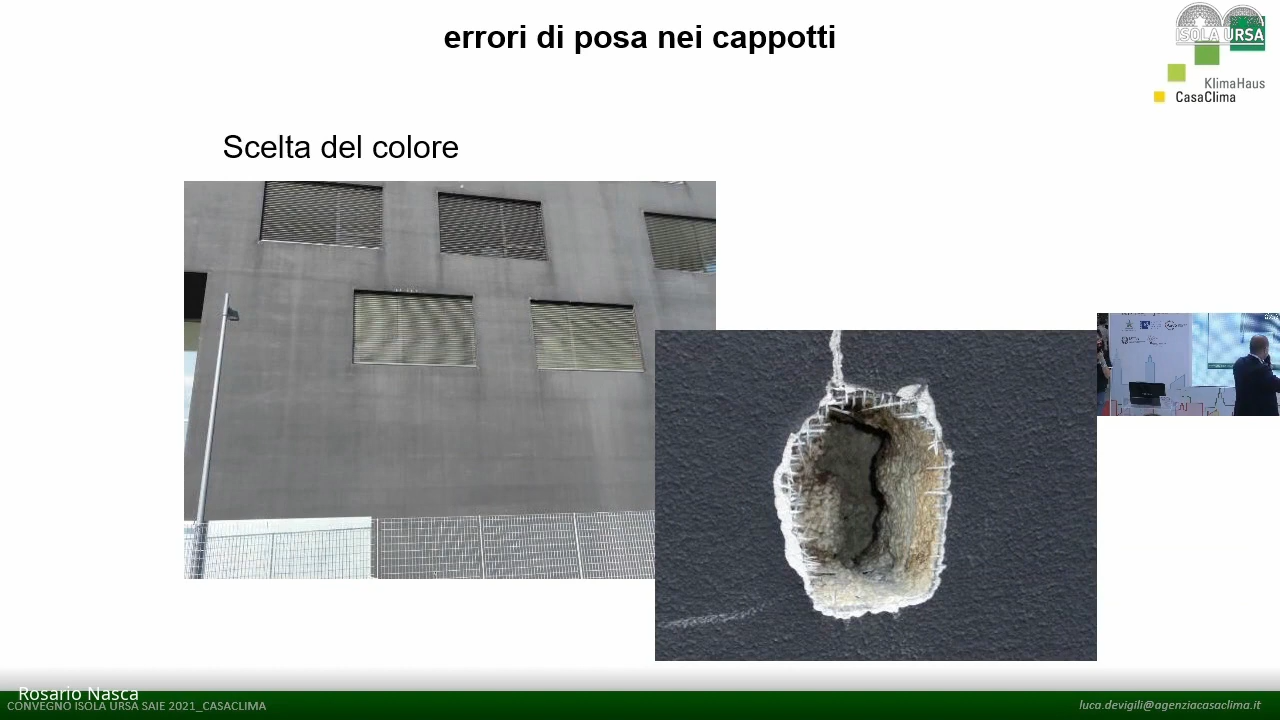 errori di posa nei cappotti
ISOLA URSA
KlimaHaus
CasaClima
Scelta del colore
Rosario Nasca
CONVEGNO ISOLA URSA SAIE 2021_CASACLIMA
luca.devigili@agenziacasaclima.it